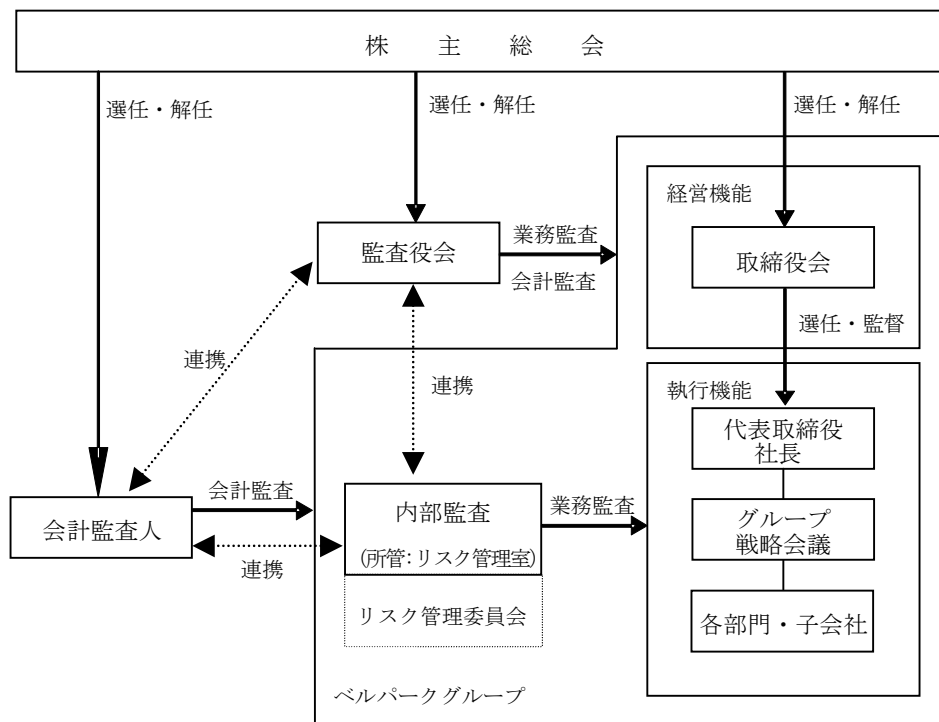 株 主 総 会
選任・解任
選任・解任
選任・解任
経営機能
監査役会
業務監査
会計監査
取締役会
選任・監督
連携
連携
執行機能
代表取締役
社長
会計監査人
会計監査
内部監査
(所管:リスク管理室)
業務監査
グループ
戦略会議
連携
リスク管理委員会
各部門・子会社
ベルパークグループ